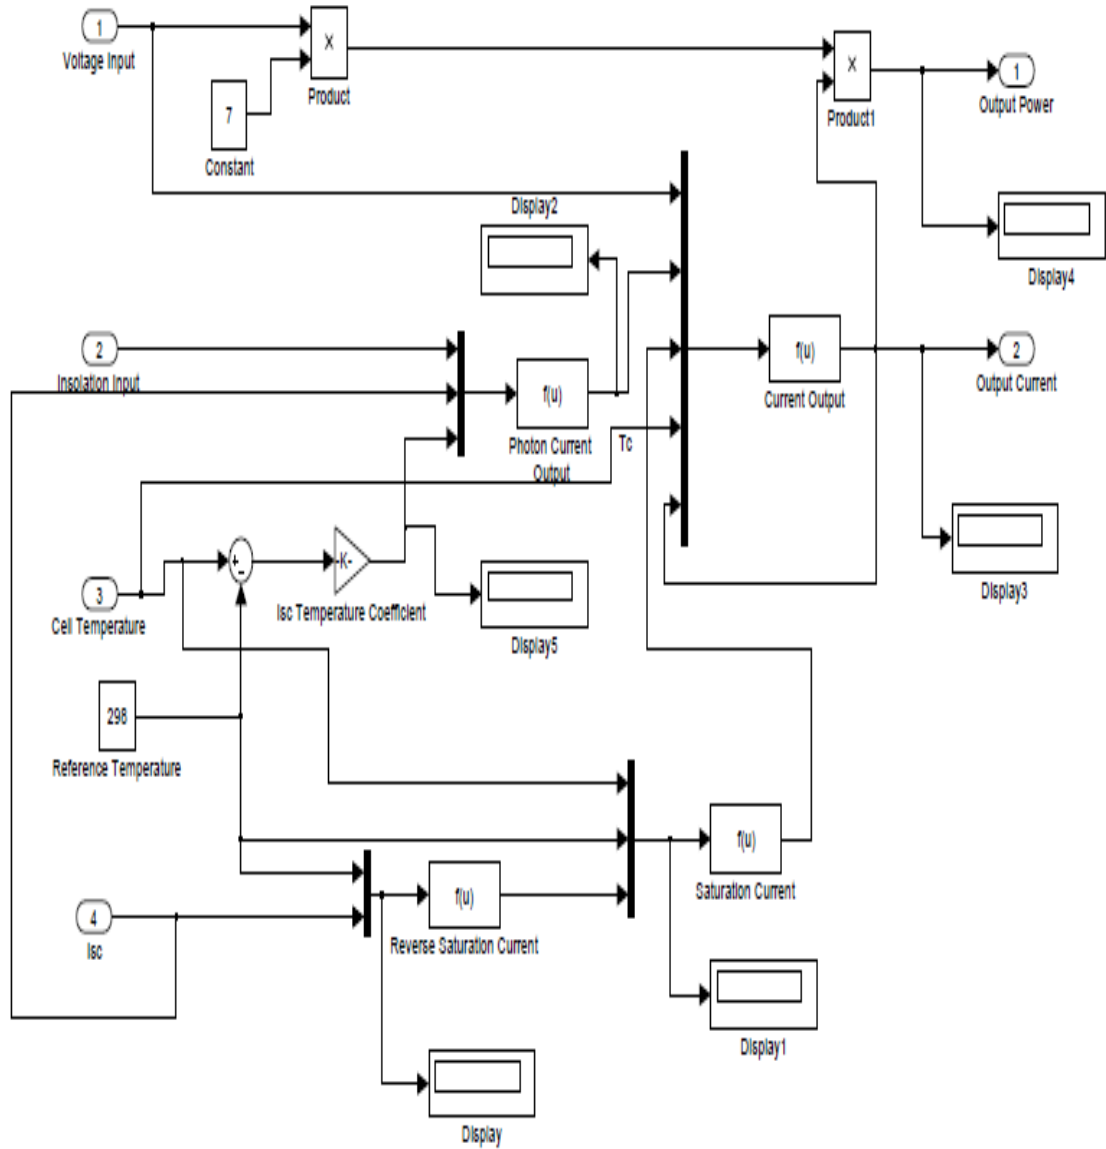 1
Voltage Input
×
Product
7
Constant
×
Product1
1
Output Power
Display2
Display4
2
Insolation Input
f(u)
Photon Current
Output
Tc
f(u)
Current Output
2
Output Current
Display3
3
Cell Temperature
+
-
-K-
Isc Temperature Coefficient
Display5
298
Reference Temperature
f(u)
Saturation Current
4
Isc
f(u)
Reverse Saturation Current
Display1
Display